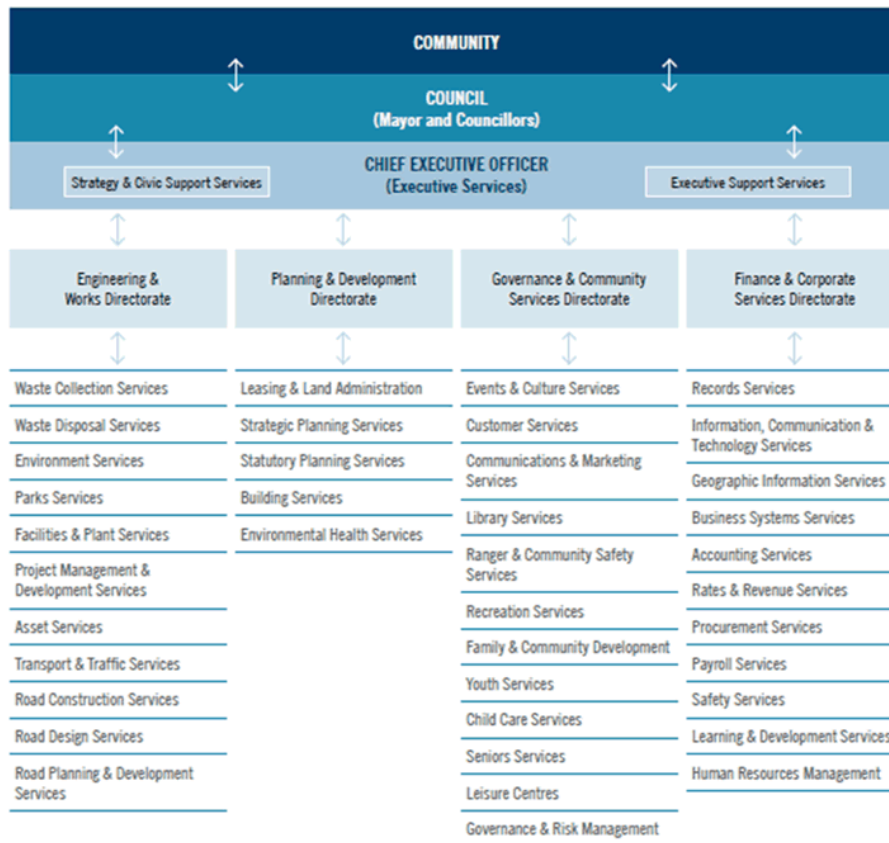 COMMUNITY
COUNCIL
(Mayor and Councillors)
CHIEF EXECUTIVE OFFICER
(Executive Services)
Strategy & Civic Support Services
Executive Support Services
Engineering &
Works Directorate
Planning & Development
Directorate
Governance & Community
Services Directorate
Finance & Corporate
Services Directorate
Waste Collection Services
Waste Disposal Services
Environment Services
Parks Services
Facilities & Plant Services
Project Management &
Development Services
Asset Services
Transport & Traffic Services
Road Construction Services
Road Design Services
Road Planning & Development
Services
Leasing & Land Administration
Strategic Planning Services
Statutory Planning Services
Building Services
Environmental Health Services
Events & Culture Services
Customer Services
Communications & Marketing
Services
Library Services
Ranger & Community Safety
Services
Recreation Services
Family & Community Development
Youth Services
Child Care Services
Seniors Services
Leisure Centres
Governance & Risk Management
Records Services
Information, Communication &
Technology Services
Geographic Information Services
Business Systems Services
Accounting Services
Rates & Revenue Services
Procurement Services
Payroll Services
Safety Services
Learning & Development Services
Human Resources Management